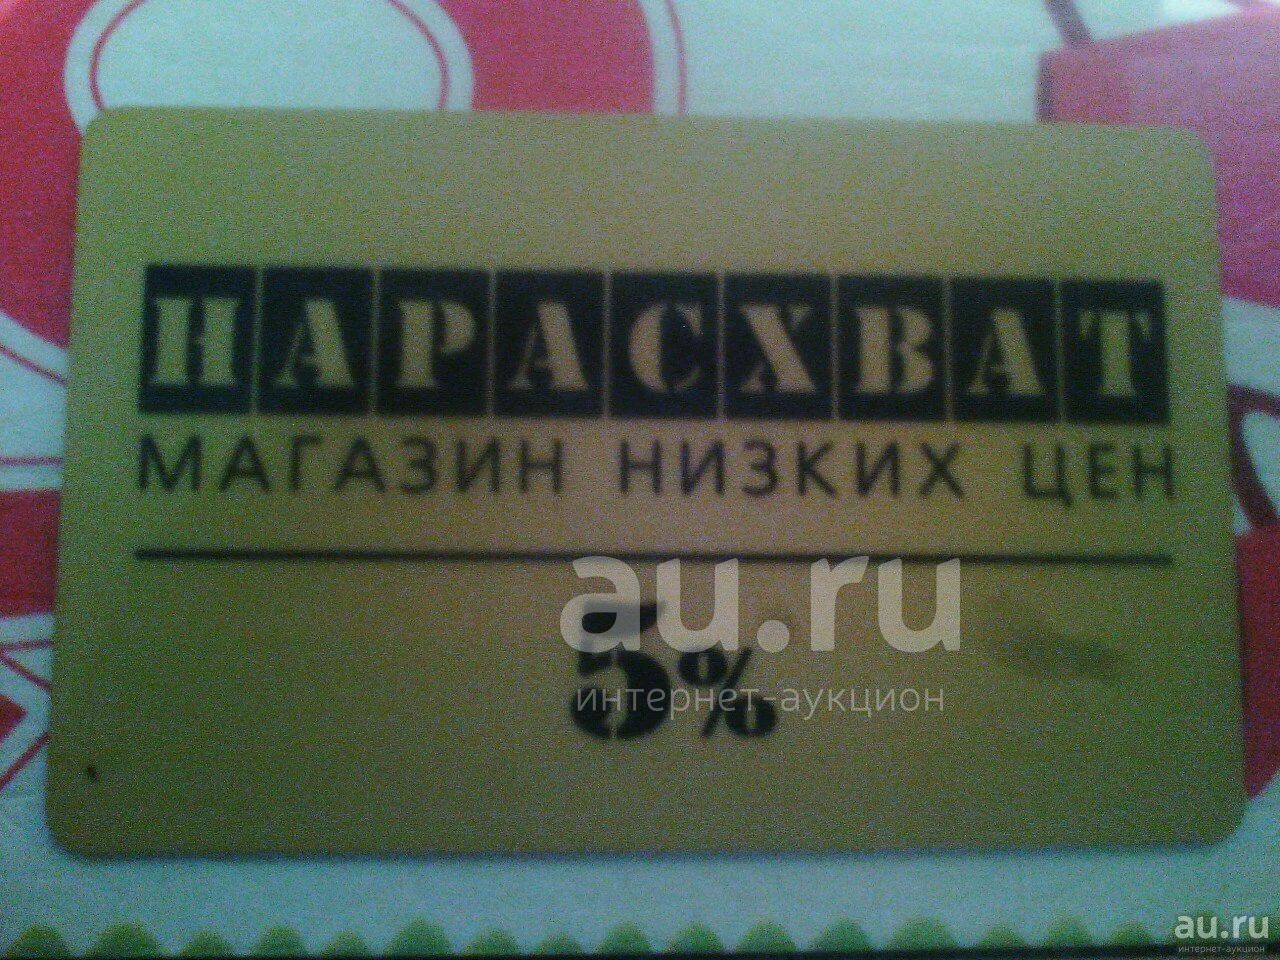 НАРАСХВАТ
МАГАЗИН НИЗКИХ ЦЕН
au.ru
5%
интернет-аукцион
au.ru
интернет-аукцион